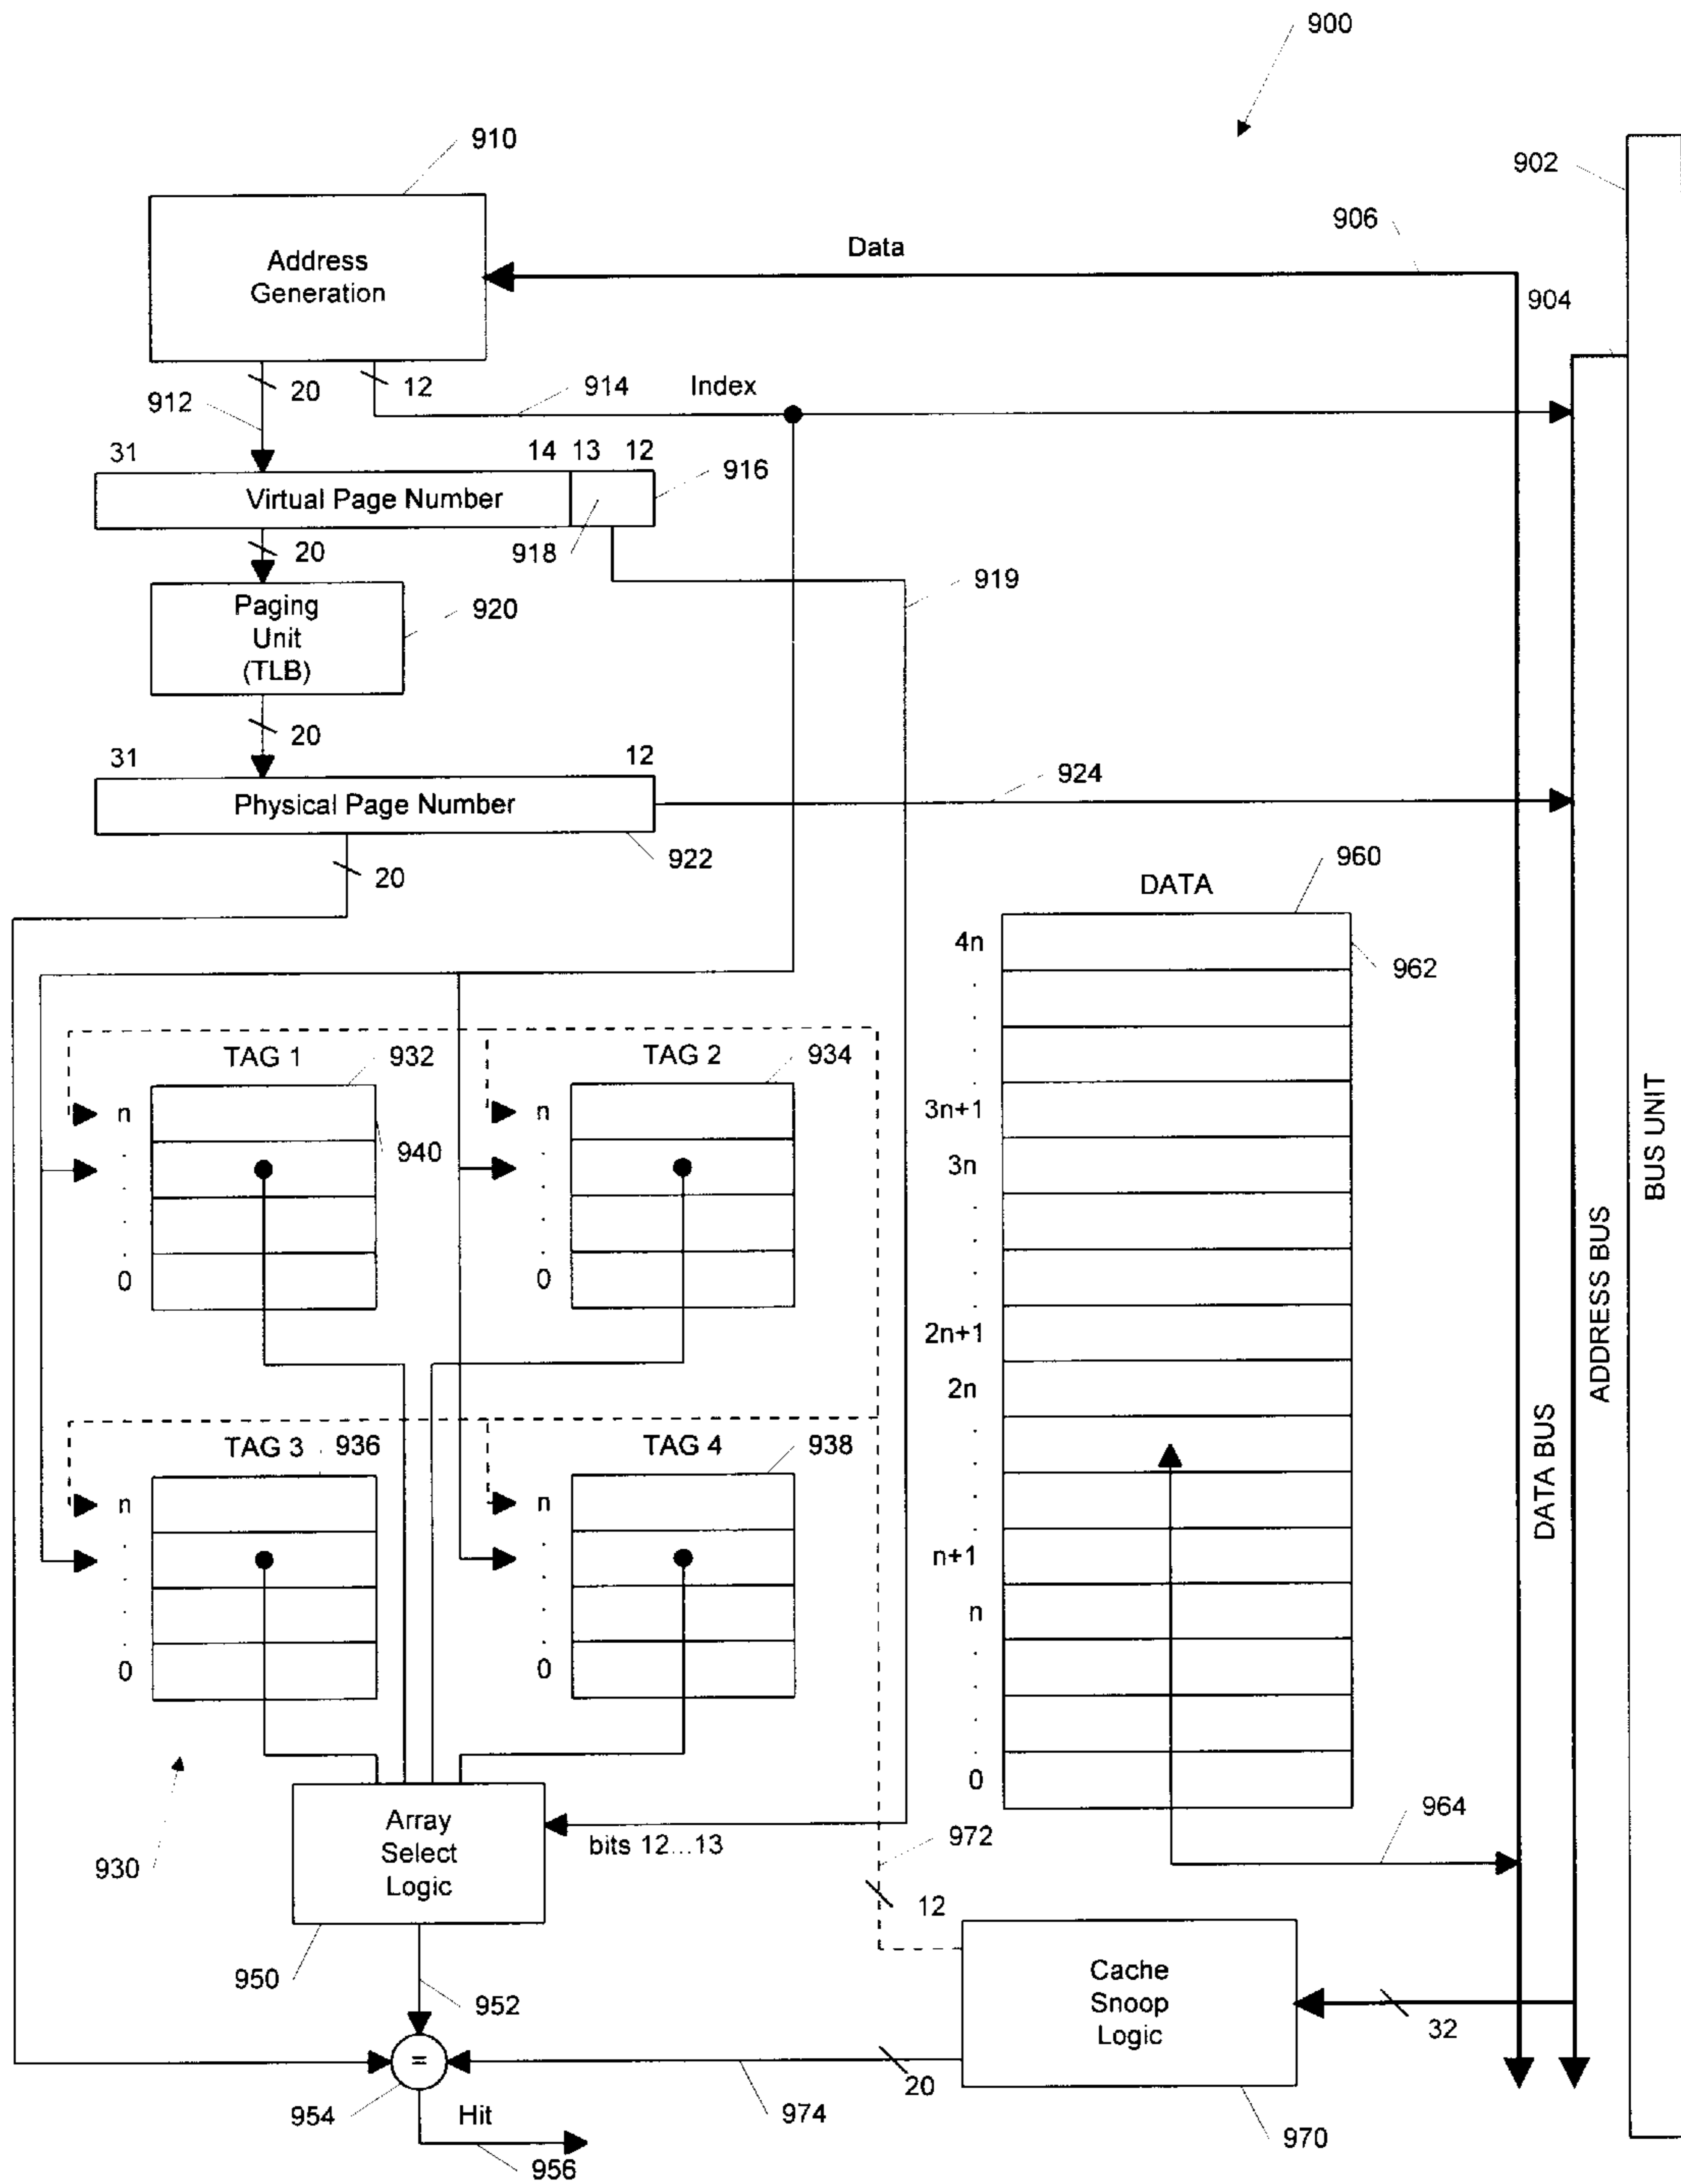 900
910
902
906
Data
Address
Generation
904
20
12
914
Index
912
31
14
13
12
916
Virtual Page Number
918
20
919
Paging
Unit
(TLB)
920
20
31
12
924
Physical Page Number
922
20
960
DATA
4n
962
.
.
.
3n+1
3n
.
.
.
2n+1
2n
.
.
.
n+1
n
.
.
.
0
TAG 1
932
n
940
.
.
.
0
TAG 2
934
n
.
.
.
0
TAG 3
936
n
.
.
.
0
TAG 4
938
n
.
.
.
0
BUS UNIT
ADDRESS BUS
DATA BUS
964
Array
Select
Logic
bits 12...13
972
930
12
950
952
Cache
Snoop
Logic
32
=
20
954
Hit
974
970
956